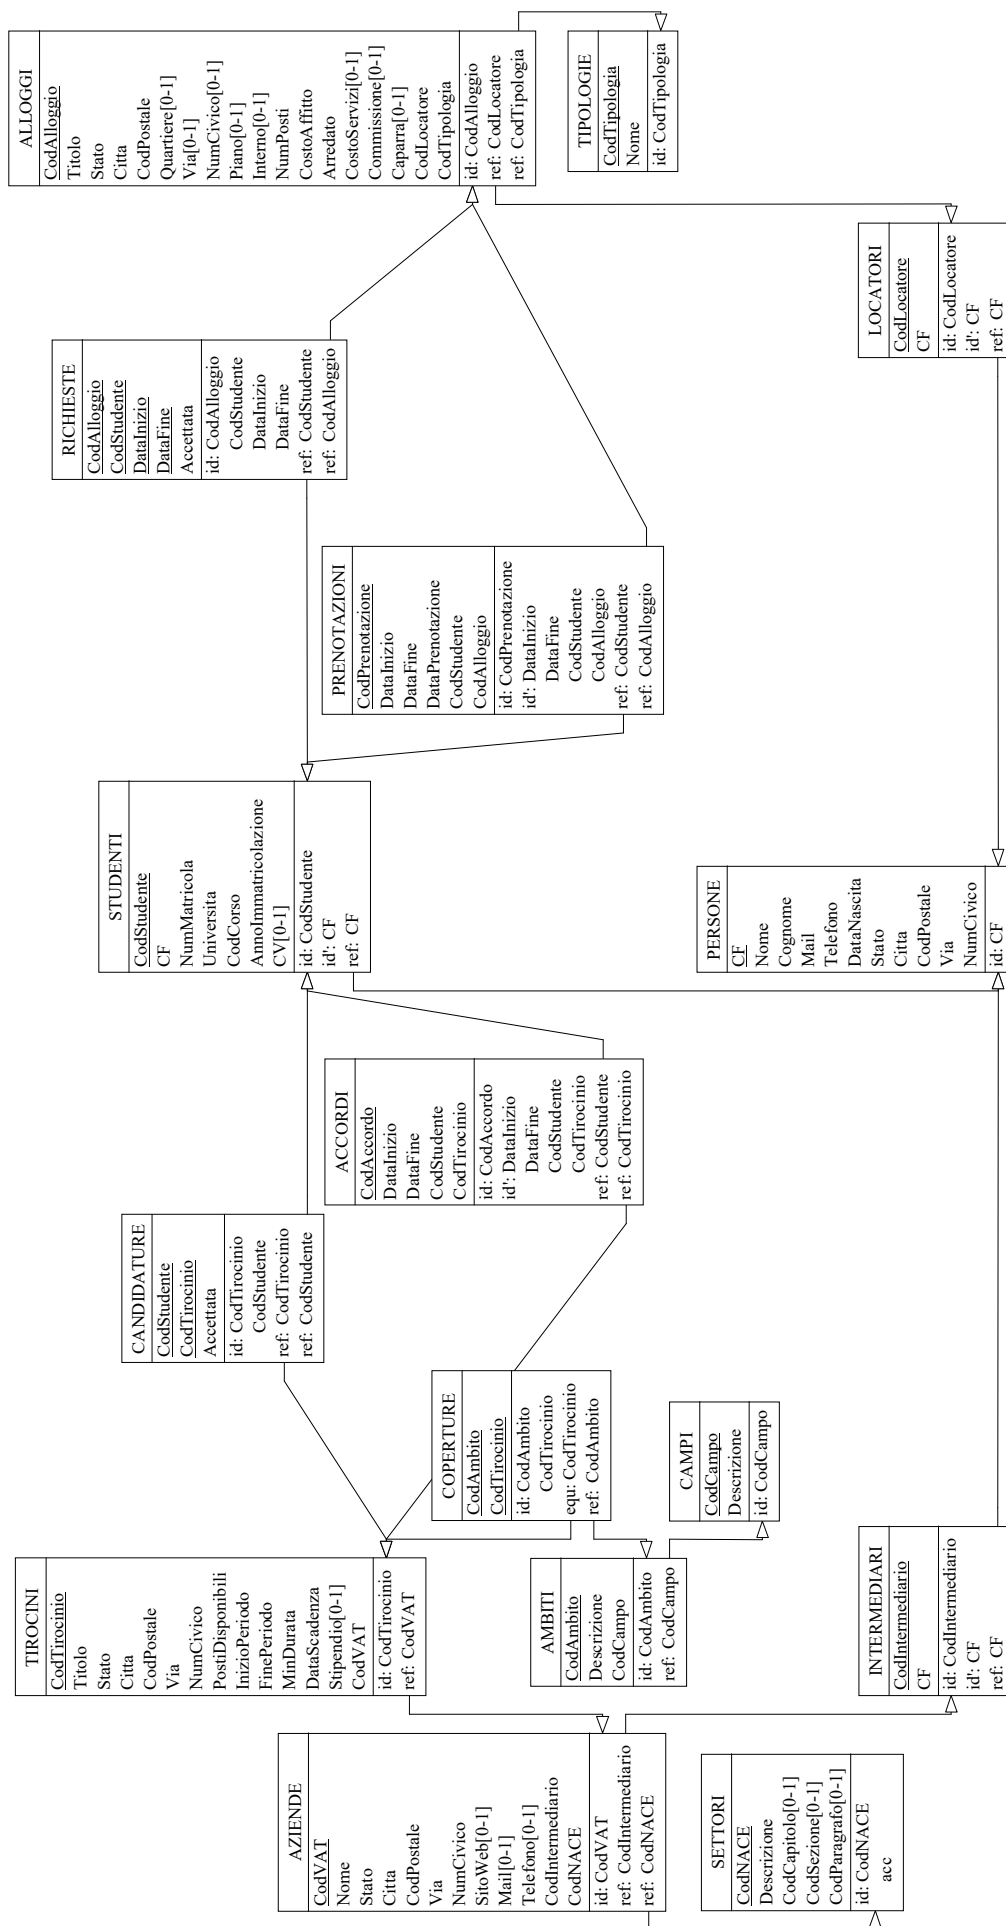 ALLOGGI
CodAlloggio
Titolo
Stato
Citta
CodPostale
Quartiere[0-1]
Via[0-1]
NumCivico[0-1]
Piano[0-1]
Interno[0-1]
NumPosti
CostoAffitto
Arredato
CostoServizi[0-1]
Commissione[0-1]
Caparra[0-1]
CodLocatore
CodTipologia
id: CodAlloggio
ref: CodLocatore
ref: CodTipologia
TIPOLOGIE
CodTipologia
Nome
id: CodTipologia
RICHIESTE
CodAlloggio
CodStudente
DataInizio
DataFine
Accettata
id: CodAlloggio
CodStudente
DataInizio
DataFine
ref: CodStudente
ref: CodAlloggio
LOCATORI
CodLocatore
CF
id: CodLocatore
id': CF
ref: CF
PRENOTAZIONI
CodPrenotazione
DataInizio
DataFine
DataPrenotazione
CodStudente
CodAlloggio
id: CodPrenotazione
id': DataInizio
DataFine
CodStudente
CodAlloggio
ref: CodStudente
ref: CodAlloggio
STUDENTI
CodStudente
CF
NumMatricola
Universita
CodCorso
AnnoImmatricolazione
CV[0-1]
id: CodStudente
id': CF
ref: CF
PERSONE
CF
Nome
Cognome
Mail
Telefono
DataNascita
Stato
Citta
CodPostale
Via
NumCivico
id: CF
ACCORDI
CodAccordo
DataInizio
DataFine
CodStudente
CodTirocinio
id: CodAccordo
id': DataInizio
DataFine
CodStudente
CodTirocinio
ref: CodStudente
ref: CodTirocinio
CANDIDATURE
CodStudente
CodTirocinio
Accettata
id: CodTirocinio
CodStudente
ref: CodTirocinio
ref: CodStudente
COPERTURE
CodAmbito
CodTirocinio
id: CodAmbito
CodTirocinio
equ: CodTirocinio
ref: CodAmbito
CAMPI
CodCampo
Descrizione
id: CodCampo
TIROCINI
CodTirocinio
Titolo
Stato
Citta
CodPostale
Via
NumCivico
PostiDisponibili
InizioPeriodo
FinePeriodo
MinDurata
DataScadenza
Stipendio[0-1]
CodVAT
id: CodTirocinio
ref: CodVAT
AMBITI
CodAmbito
Descrizione
CodCampo
id: CodAmbito
ref: CodCampo
INTERMEDIARI
CodIntermediario
CF
id: CodIntermediario
id': CF
ref: CF
AZIENDE
CodVAT
Nome
Stato
Citta
CodPostale
Via
NumCivico
SitoWeb[0-1]
Mail[0-1]
Telefono[0-1]
CodIntermediario
CodNACE
id: CodVAT
ref: CodIntermediario
ref: CodNACE
SETTORI
CodNACE
Descrizione
CodCapitolo[0-1]
CodSezione[0-1]
CodParagrafo[0-1]
id: CodNACE
acc